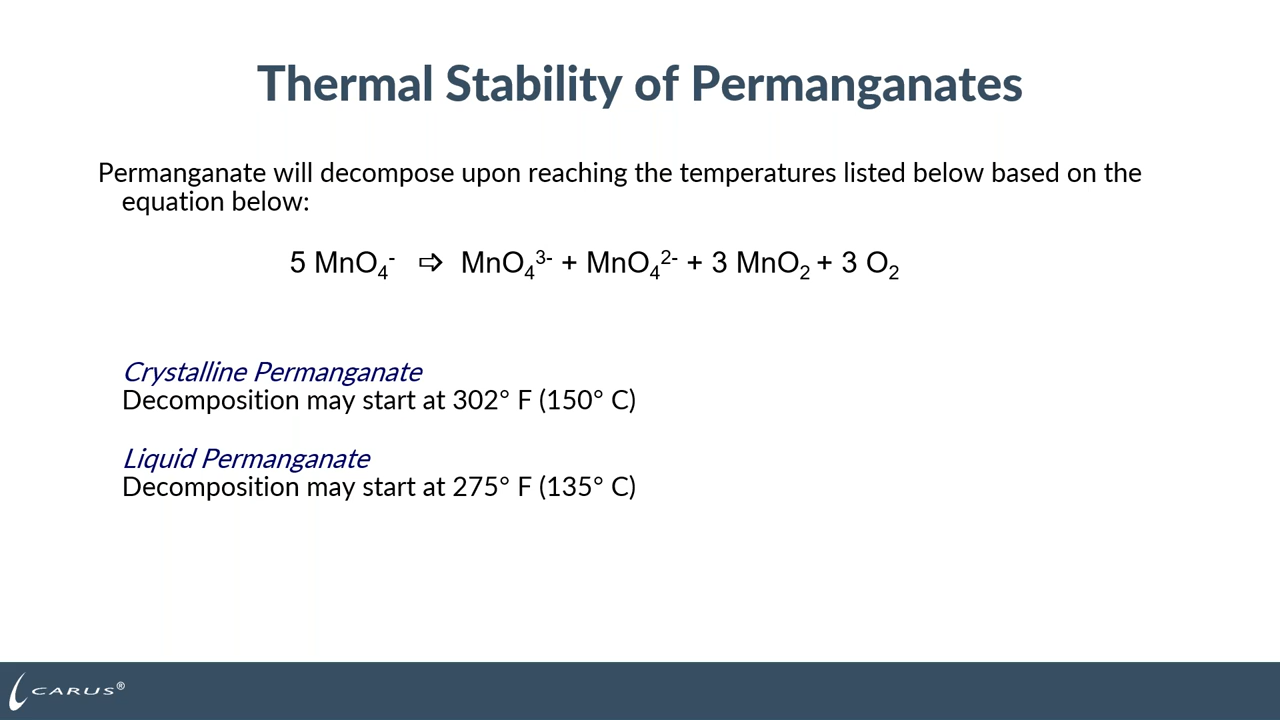 Thermal Stability of Permanganates
Permanganate will decompose upon reaching the temperatures listed below based on the
equation below:
5 MnO₄⁻ ⇨ MnO₄³⁻ + MnO₄²⁻ + 3 MnO₂ + 3 O₂
Crystalline Permanganate
Decomposition may start at 302° F (150° C)
Liquid Permanganate
Decomposition may start at 275° F (135° C)
CARUS®